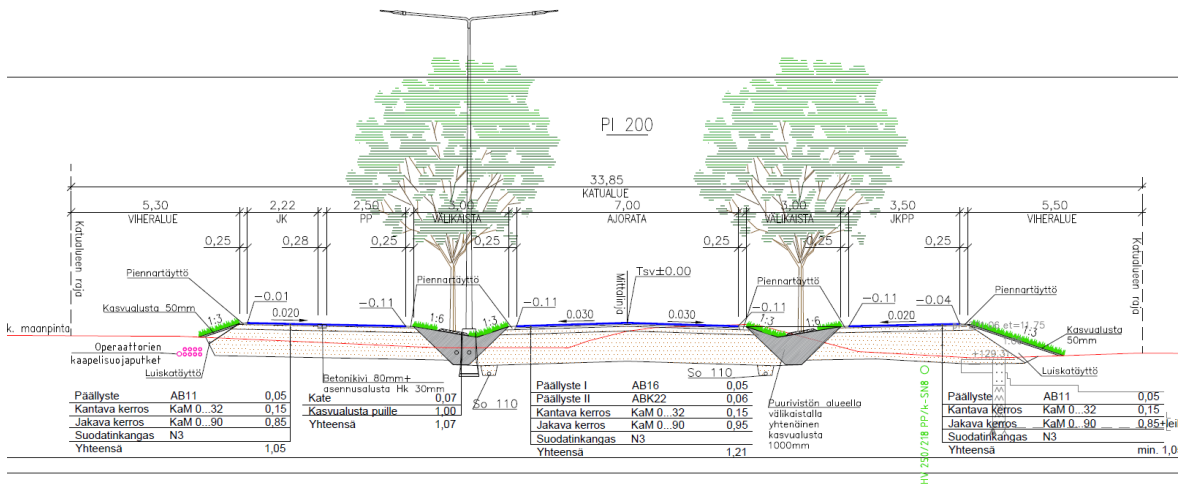 PI 200
33,85
KATUALUE
5,30 2,22 2,50 3,00 7,00 3,00 3,50 5,50
VIHERALUE JK PP VÄLIKAISTA AJORATA VÄLIKAISTA JKPP VIHERALUE
0,25 0,28 0,25 0,25 0,25 0,25 0,25
Katualueen raja
Katualueen raja
Piennartäyttö
Piennartäyttö
Mittalinja
Tsv±0.00
Piennartäyttö
Piennartäyttö
Kasvualusta 50mm
1:3
-0.01
0.020
-0.11
1:6
1:3
-0.11
0.030
0.030
-0.11
1:3
1:6
-0.11
0.020
-0.04
et=11.75
1:3
Kasvualusta
50mm
k. maanpinta
Operaattorien
kaapelisuojaputket
Luiskatäyttö
Luiskatäyttö
Betonikivi 80mm+
asennusalusta Hk 30mm
So 110
So 110
Puurivistön alueella
välikaistalla
yhtenäinen
kasvualusta
1000mm
HV 250/218 PP/k-SN8
Päällyste AB11 0,05
Kantava kerros KaM 0...32 0,15
Jakava kerros KaM 0...90 0,85
Suodatinkangas N3
Yhteensä 1,05
Kate 0,07
Kasvualusta puille 1,00
Yhteensä 1,07
Päällyste I AB16 0,05
Päällyste II ABK22 0,06
Kantava kerros KaM 0...32 0,15
Jakava kerros KaM 0...90 0,95
Suodatinkangas N3
Yhteensä 1,21
Päällyste AB11 0,05
Kantava kerros KaM 0...32 0,15
Jakava kerros KaM 0...90 0,85+lei
Suodatinkangas N3
Yhteensä min. 1,0